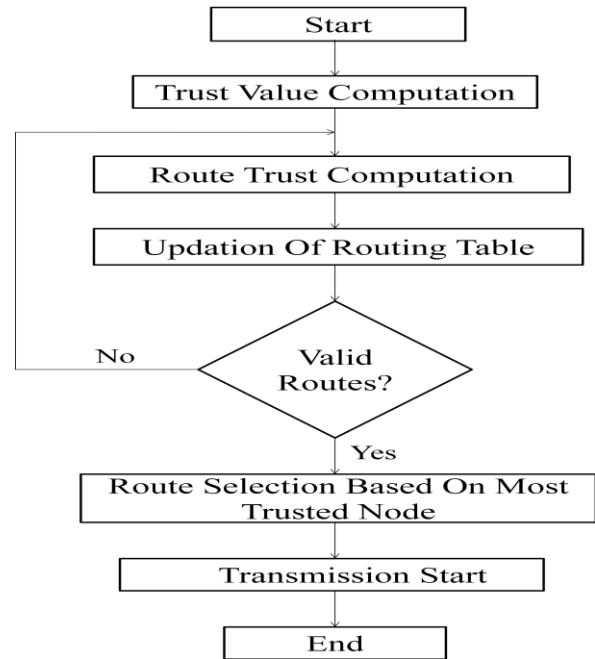 Start
Trust Value Computation
Route Trust Computation
Updation Of Routing Table
No
Valid
Routes?
Yes
Route Selection Based On Most
Trusted Node
Transmission Start
End